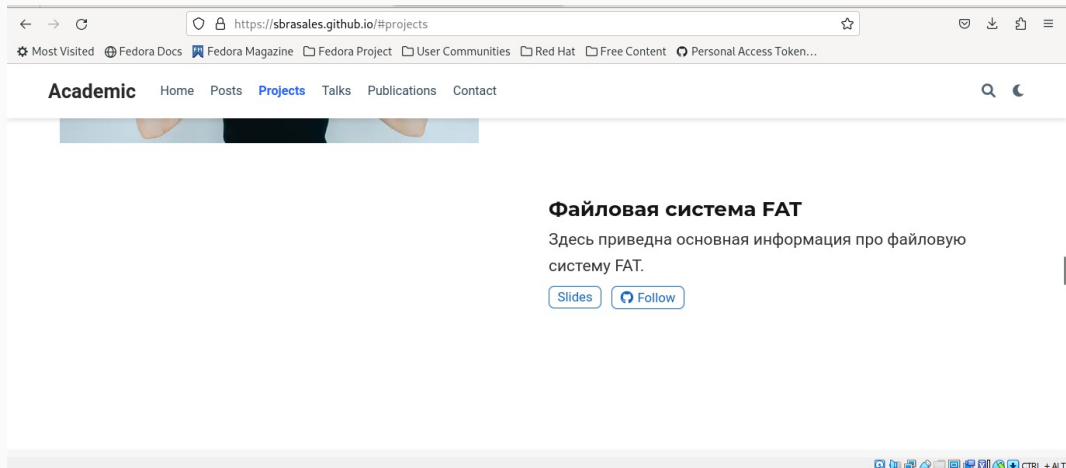 https://sbrasales.github.io/#projects
Most Visited Fedora Docs Fedora Magazine Fedora Project User Communities Red Hat Free Content Personal Access Token…
Academic Home Posts Projects Talks Publications Contact
Файловая система FAT
Здесь приведна основная информация про файловую
систему FAT.
Slides Follow
CTRL + ALT